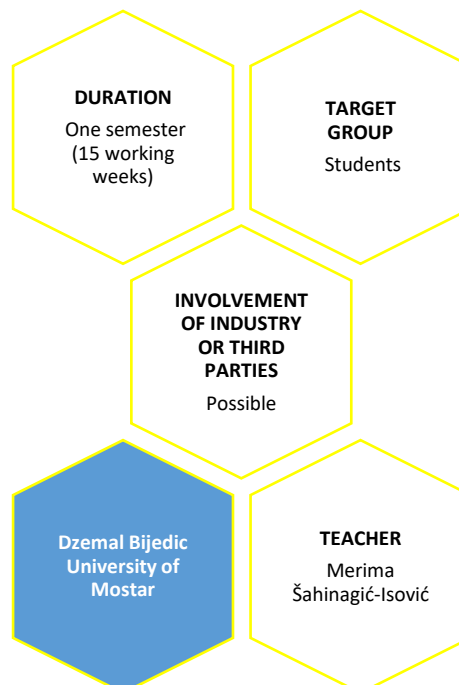 DURATION
One semester
(15 working
weeks)
TARGET
GROUP
Students
INVOLVEMENT
OF INDUSTRY
OR THIRD
PARTIES
Possible
Dzemal Bijedic
University of
Mostar
TEACHER
Merima
Šahinagić-Isović